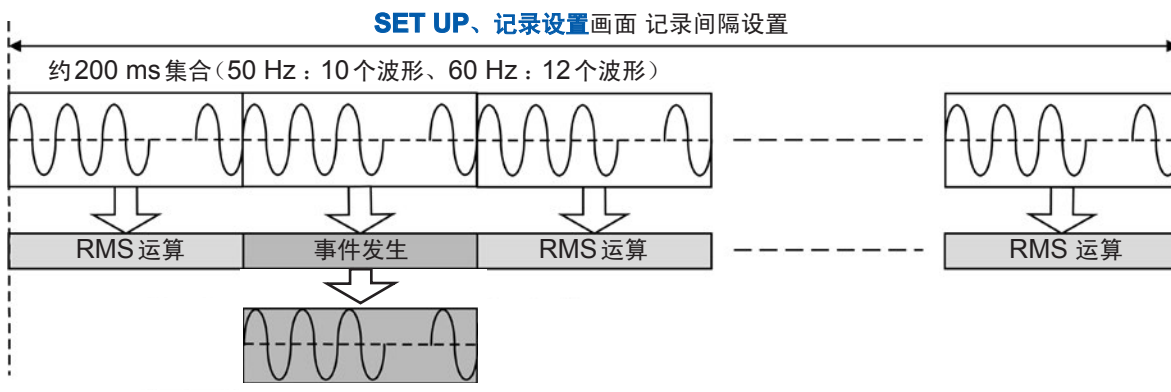 SET UP、记录设置画面 记录间隔设置
约200 ms集合（50 Hz：10个波形、60 Hz：12个波形）
RMS运算 事件发生 RMS运算 RMS 运算